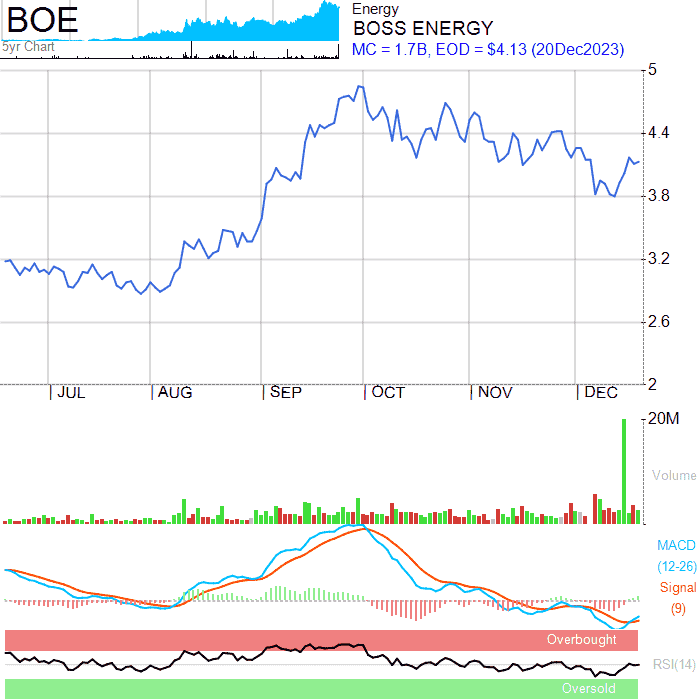 BOE
5yr Chart
Energy
BOSS ENERGY
MC = 1.7B, EOD = $4.13 (20Dec2023)
5
4.4
3.8
3.2
2.6
2
JUL AUG SEP OCT NOV DEC
20M
Volume
MACD
(12-26)
Signal
(9)
Overbought
RSI(14)
Oversold